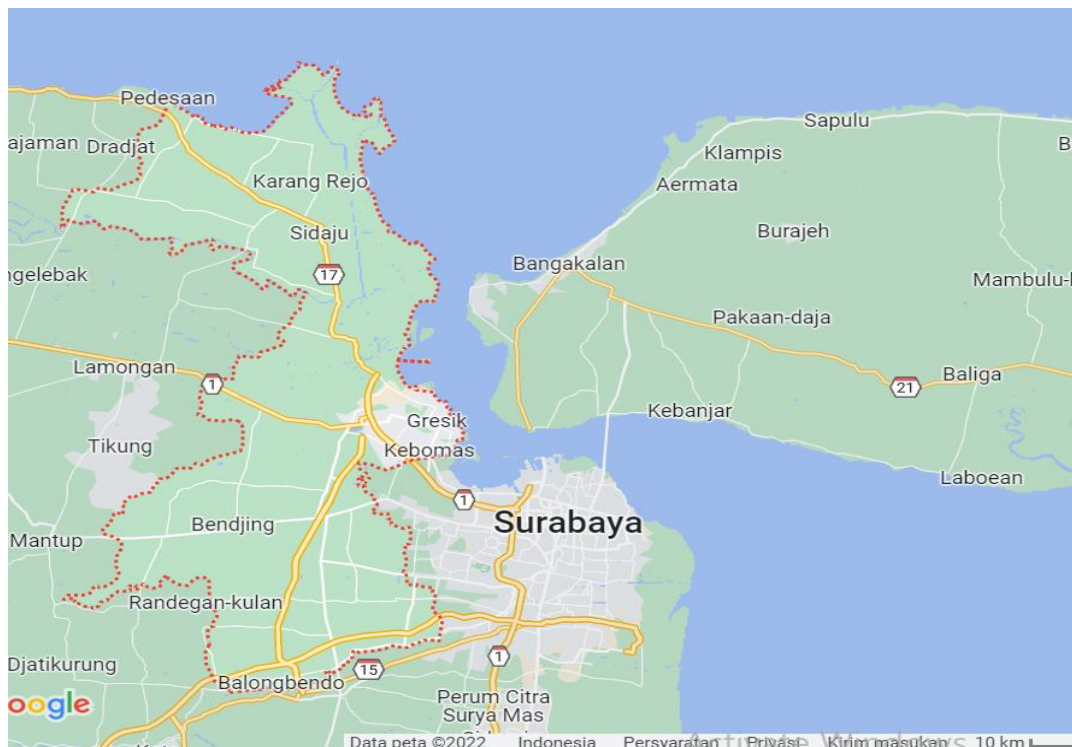 Pedesaan
Sapulu
ajaman
Dradjat
Klampis
B
Karang Rejo
Aermata
Sidaju
Burajeh
Bangakalan
ngelebak
17
Mambulu-l
Pakaan-daja
Lamongan
1
Baliga
21
Gresik
Kebanjar
Tikung
Kebomas
Laboean
1
Bendjing
Surabaya
Mantup
Randegan-kulan
Djatikurung
15
1
Balongbendo
oogle
Perum Citra
Surya Mas
Data peta ©2022 Indonesia Persyaratan Privasi Kirim masukan 10 km
Activate Windows